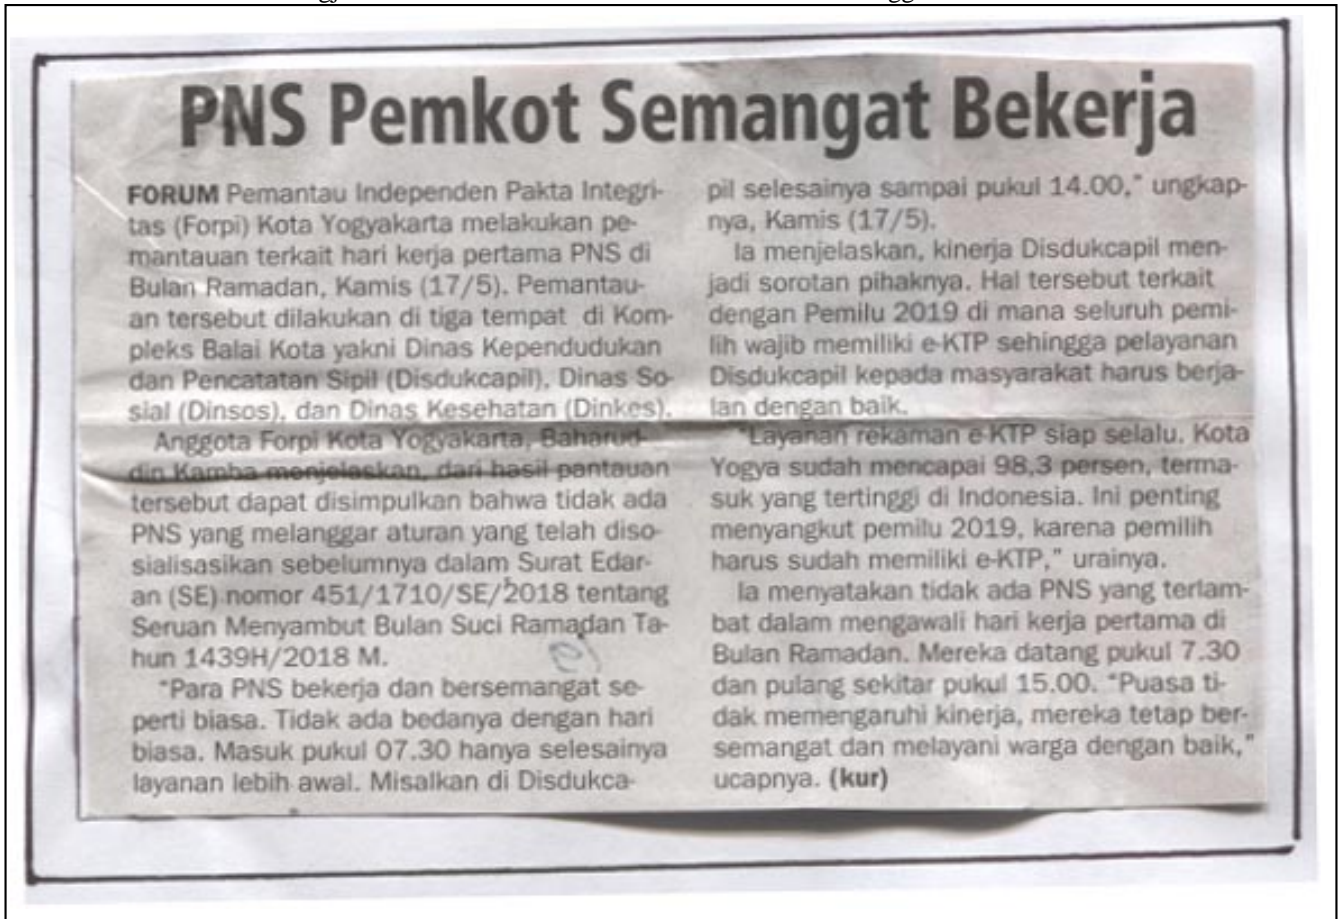 PNS Pemkot Semangat Bekerja
FORUM Pemantau Independen Pakta Integri-
tas (Forpi) Kota Yogyakarta melakukan pe-
mantauan terkait hari kerja pertama PNS di
Bulan Ramadan, Kamis (17/5). Pemantau-
an tersebut dilakukan di tiga tempat di Kom-
pleks Balai Kota yakni Dinas Kependudukan
dan Pencatatan Sipil (Disdukcapil), Dinas So-
sial (Dinsos), dan Dinas Kesehatan (Dinkes).
Anggota Forpi Kota Yogyakarta, Baharud-
din Kamba menjelaskan, dari hasil pantauan
tersebut dapat disimpulkan bahwa tidak ada
PNS yang melanggar aturan yang telah diso-
sialisasikan sebelumnya dalam Surat Edar-
an (SE) nomor 451/1710/SE/2018 tentang
Seruan Menyambut Bulan Suci Ramadan Ta-
hun 1439H/2018 M.
"Para PNS bekerja dan bersemangat se-
perti biasa. Tidak ada bedanya dengan hari
biasa. Masuk pukul 07.30 hanya selesainya
layanan lebih awal. Misalkan di Disdukca-
pil selesainya sampai pukul 14.00," ungkap-
nya, Kamis (17/5).
Ia menjelaskan, kinerja Disdukcapil men-
jadi sorotan pihaknya. Hal tersebut terkait
dengan Pemilu 2019 di mana seluruh pemi-
lih wajib memiliki e-KTP sehingga pelayanan
Disdukcapil kepada masyarakat harus berja-
lan dengan baik.
"Layanan rekaman e-KTP siap selalu. Kota
Yogya sudah mencapai 98,3 persen, terma-
suk yang tertinggi di Indonesia. Ini penting
menyangkut pemilu 2019, karena pemilih
harus sudah memiliki e-KTP," urainya.
Ia menyatakan tidak ada PNS yang terlam-
bat dalam mengawali hari kerja pertama di
Bulan Ramadan. Mereka datang pukul 7.30
dan pulang sekitar pukul 15.00. "Puasa ti-
dak memengaruhi kinerja, mereka tetap ber-
semangat dan melayani warga dengan baik,"
ucapnya. (kur)